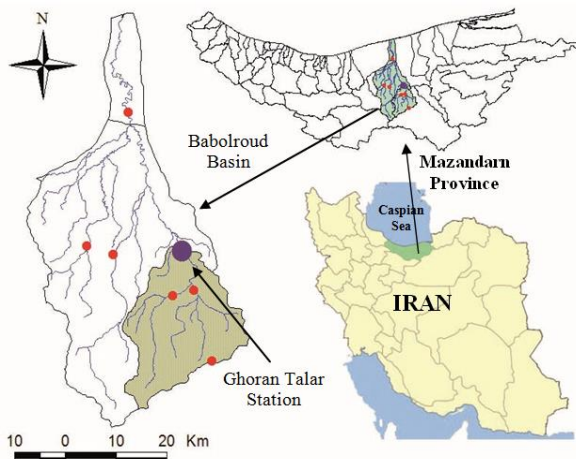 N
Babolroud
Basin
Mazandarn
Province
Caspian
Sea
IRAN
Ghoran Talar
Station
10 0 10 20 Km